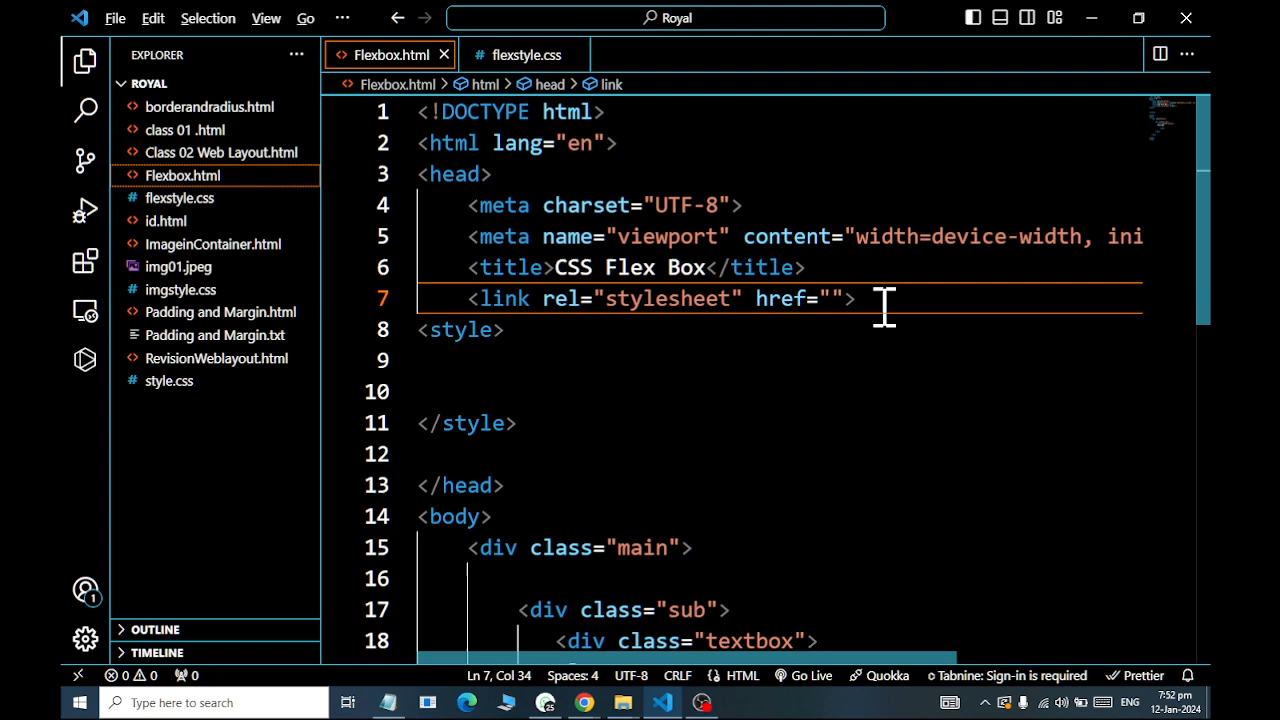 File Edit Selection View Go ··· Royal
EXPLORER ···
ROYAL
borderandradius.html
class 01 .html
Class 02 Web Layout.html
Flexbox.html
flexstyle.css
id.html
ImageinContainer.html
img01.jpeg
imgstyle.css
Padding and Margin.html
Padding and Margin.txt
RevisionWeblayout.html
style.css
OUTLINE
TIMELINE
1
Flexbox.html flexstyle.css ···
Flexbox.html > html > head > link
1 <!DOCTYPE html>
2 <html lang="en">
3 <head>
4 <meta charset="UTF-8">
5 <meta name="viewport" content="width=device-width, ini
6 <title>CSS Flex Box</title>
7 <link rel="stylesheet" href="">
8 <style>
9
10
11 </style>
12
13 </head>
14 <body>
15 <div class="main">
16
17 <div class="sub">
18 <div class="textbox">
0 0 0 Ln 7, Col 34 Spaces: 4 UTF-8 CRLF {} HTML Go Live Quokka Tabnine: Sign-in is required Prettier
Type here to search
ENG
7:52 pm
12-Jan-2024